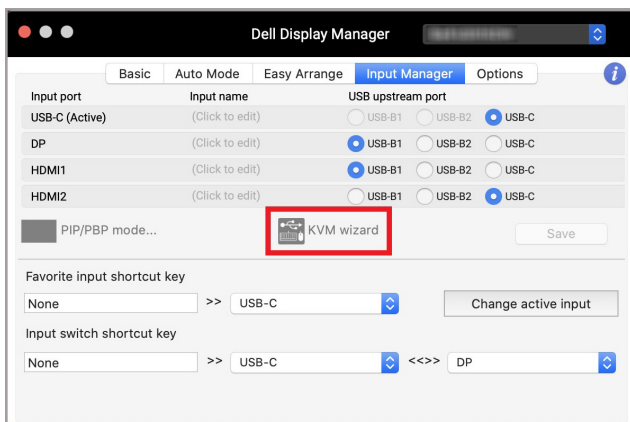 Dell Display Manager
Basic Auto Mode Easy Arrange Input Manager Options i
Input port Input name USB upstream port
USB-C (Active) (Click to edit) USB-B1 USB-B2 USB-C
DP (Click to edit) USB-B1 USB-B2 USB-C
HDMI1 (Click to edit) USB-B1 USB-B2 USB-C
HDMI2 (Click to edit) USB-B1 USB-B2 USB-C
PIP/PBP mode... KVM wizard Save
Favorite input shortcut key
None >> USB-C Change active input
Input switch shortcut key
None >> USB-C <<>> DP